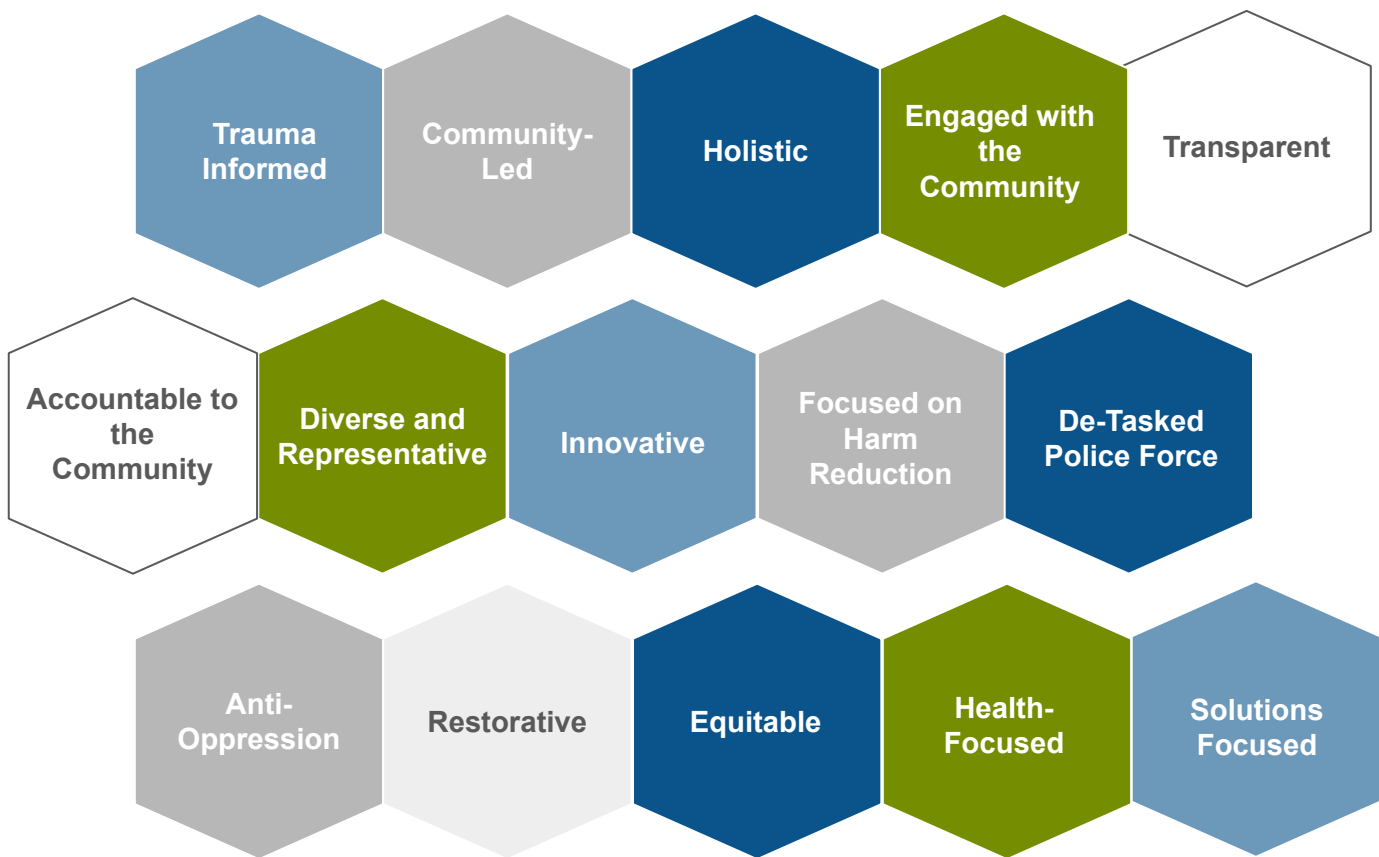 Trauma
Informed
Community-
Led
Holistic
Engaged with
the
Community
Transparent
Accountable to
the
Community
Diverse and
Representative
Innovative
Focused on
Harm
Reduction
De-Tasked
Police Force
Anti-
Oppression
Restorative
Equitable
Health-
Focused
Solutions
Focused